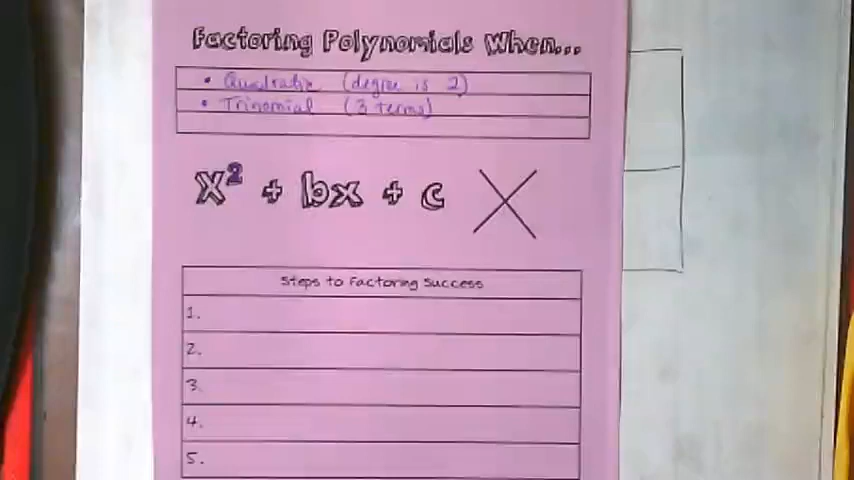 Factoring Polynomials When...
• Quadratic (degree is 2)
• Trinomial (3 terms)
x² + bx + c
Steps to Factoring Success
1.
2.
3.
4.
5.